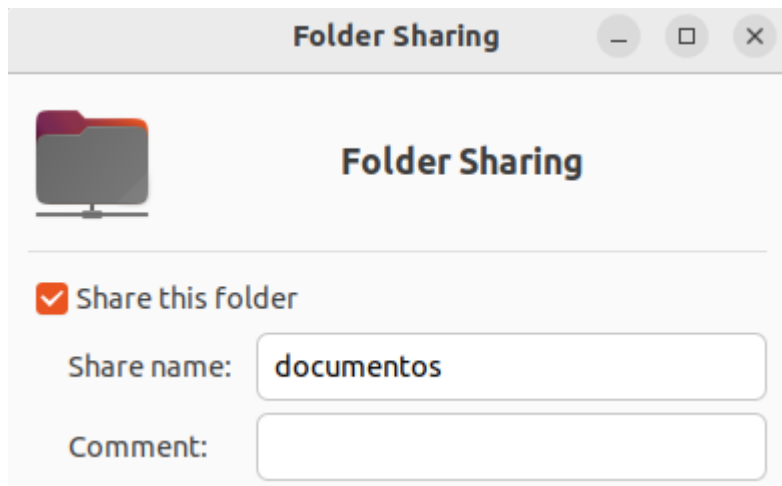 Folder Sharing
Folder Sharing
Share this folder
Share name: documentos
Comment: